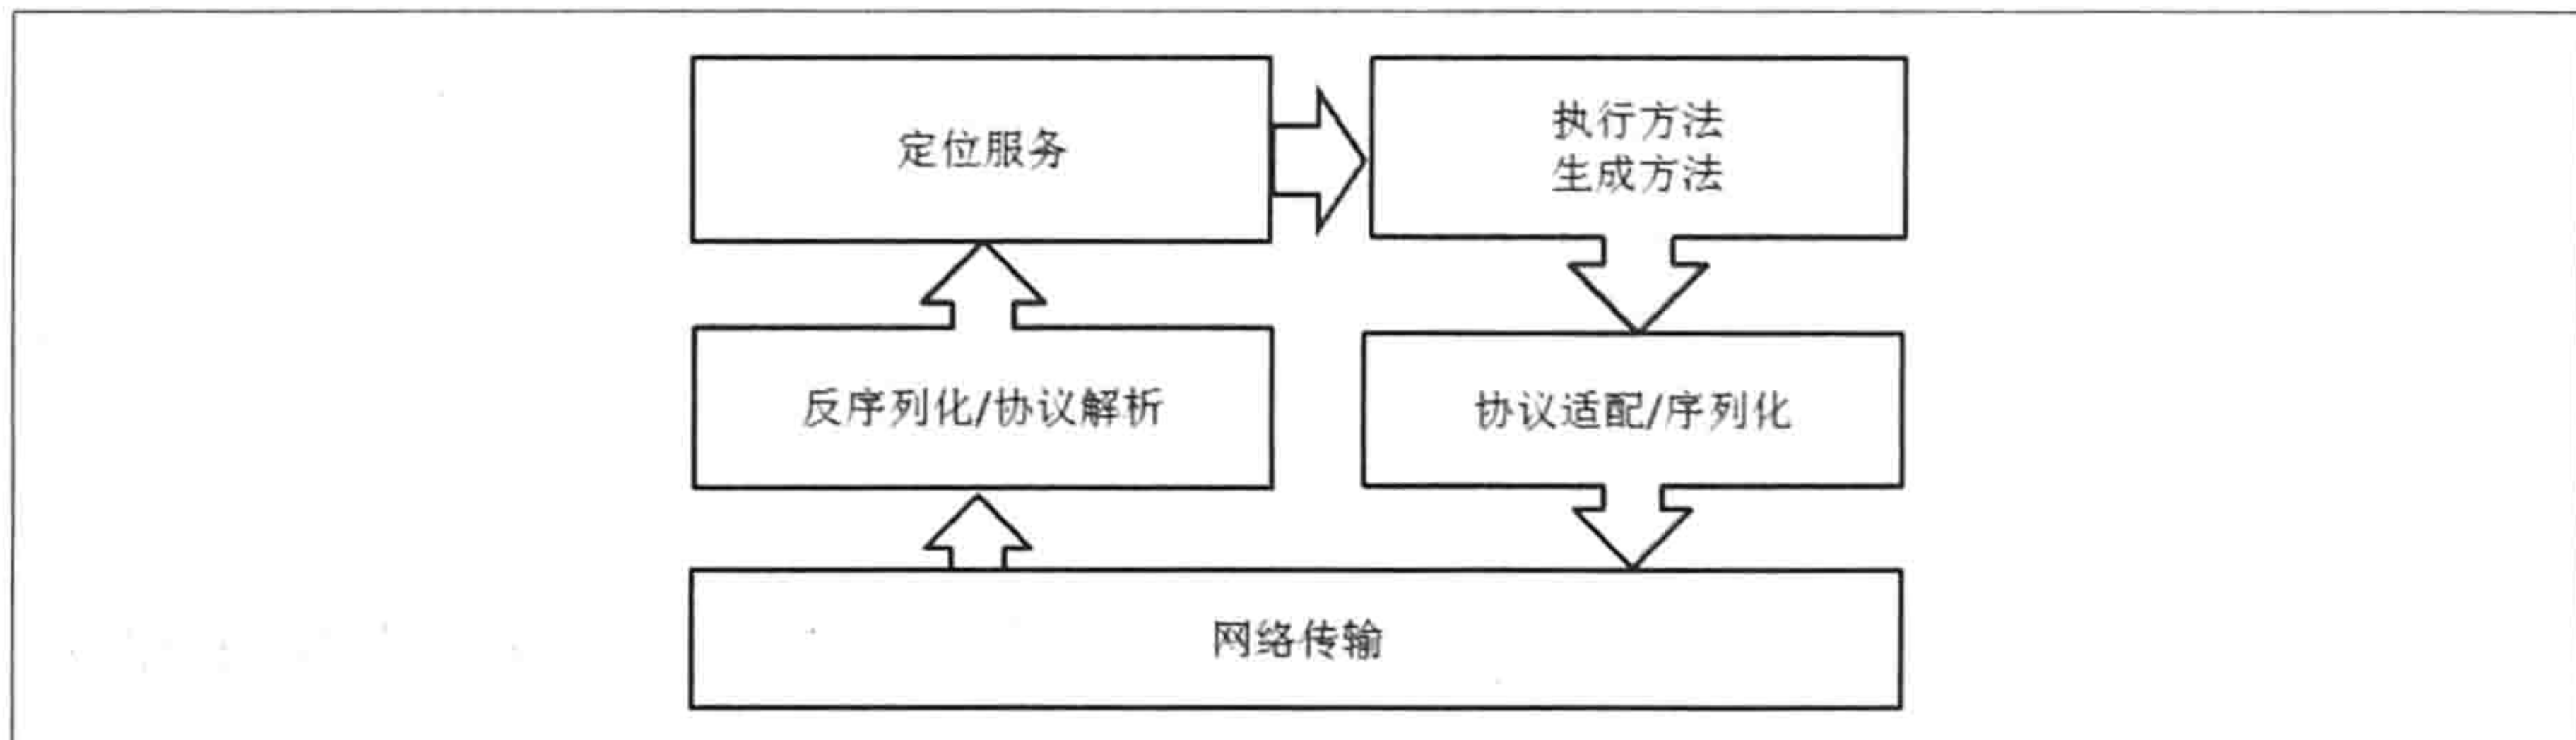 定位服务
执行方法
生成方法
反序列化/协议解析
协议适配/序列化
网络传输